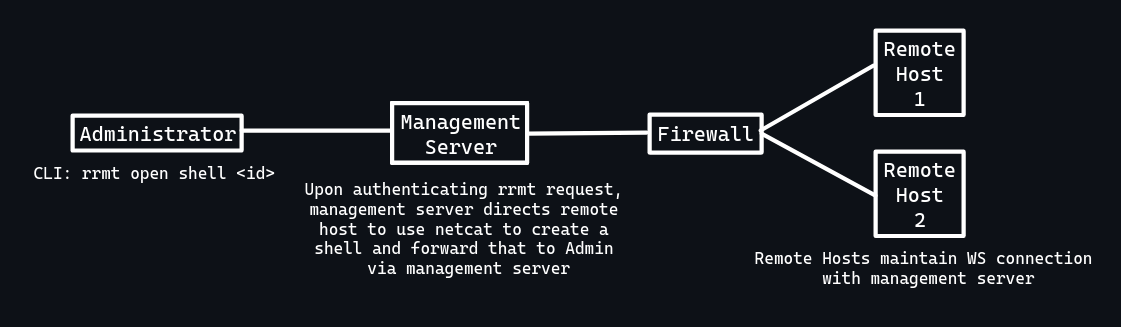 Administrator
CLI: rrmt open shell <id>
Management
Server
Upon authenticating rrmt request,
management server directs remote
host to use netcat to create a
shell and forward that to Admin
via management server
Firewall
Remote
Host
1
Remote
Host
2
Remote Hosts maintain WS connection
with management server